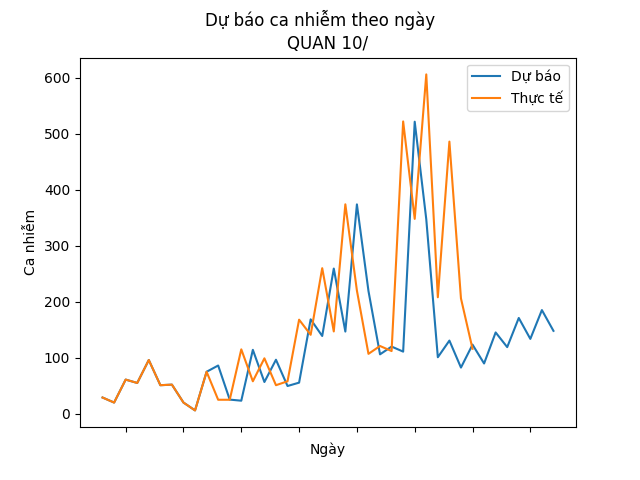 Dự báo ca nhiễm theo ngày
QUAN 10/
Dự báo
Thực tế
600
500
400
300
200
100
0
Ca nhiễm
Ngày